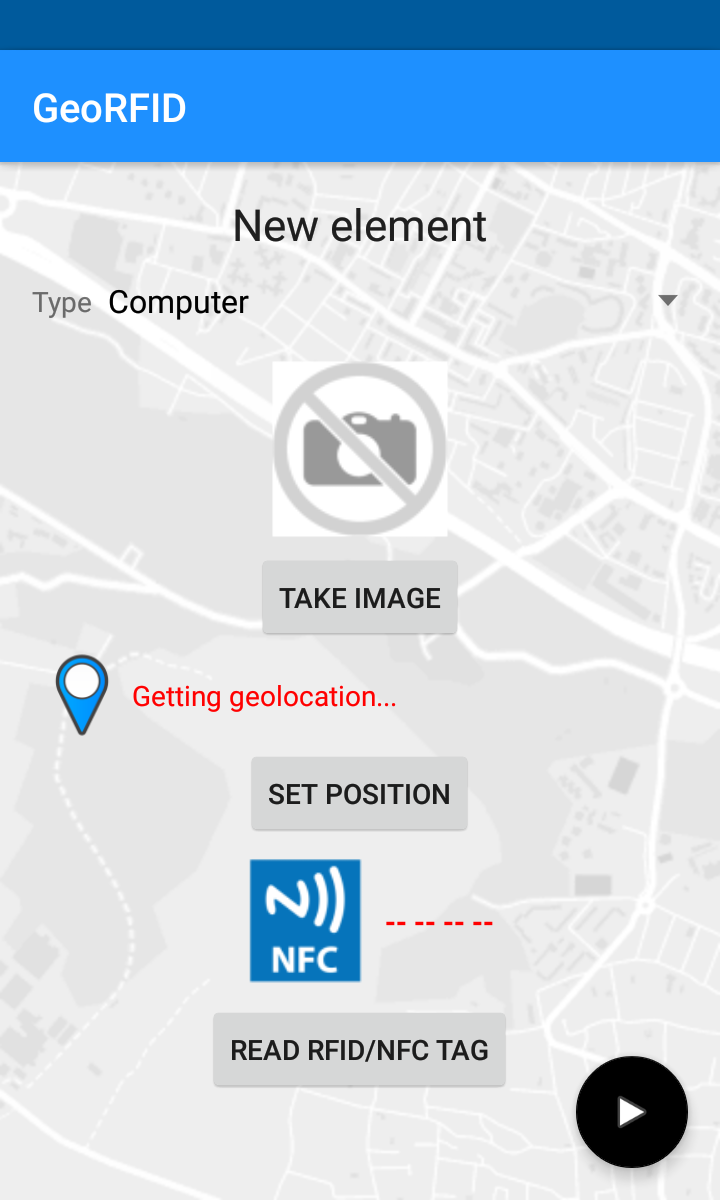 GeoRFID
New element
Type Computer
TAKE IMAGE
Getting geolocation...
SET POSITION
NFC -- -- -- --
READ RFID/NFC TAG